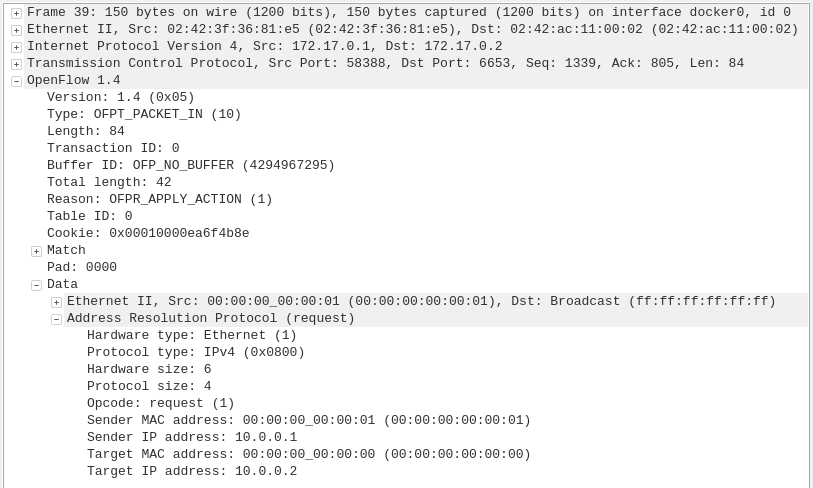 Frame 39: 150 bytes on wire (1200 bits), 150 bytes captured (1200 bits) on interface docker0, id 0
Ethernet II, Src: 02:42:3f:36:81:e5 (02:42:3f:36:81:e5), Dst: 02:42:ac:11:00:02 (02:42:ac:11:00:02)
Internet Protocol Version 4, Src: 172.17.0.1, Dst: 172.17.0.2
Transmission Control Protocol, Src Port: 58388, Dst Port: 6653, Seq: 1339, Ack: 805, Len: 84
OpenFlow 1.4
Version: 1.4 (0x05)
Type: OFPT_PACKET_IN (10)
Length: 84
Transaction ID: 0
Buffer ID: OFP_NO_BUFFER (4294967295)
Total length: 42
Reason: OFPR_APPLY_ACTION (1)
Table ID: 0
Cookie: 0x00010000ea6f4b8e
Match
Pad: 0000
Data
Ethernet II, Src: 00:00:00_00:00:01 (00:00:00:00:00:01), Dst: Broadcast (ff:ff:ff:ff:ff:ff)
Address Resolution Protocol (request)
Hardware type: Ethernet (1)
Protocol type: IPv4 (0x0800)
Hardware size: 6
Protocol size: 4
Opcode: request (1)
Sender MAC address: 00:00:00_00:00:01 (00:00:00:00:00:01)
Sender IP address: 10.0.0.1
Target MAC address: 00:00:00_00:00:00 (00:00:00:00:00:00)
Target IP address: 10.0.0.2